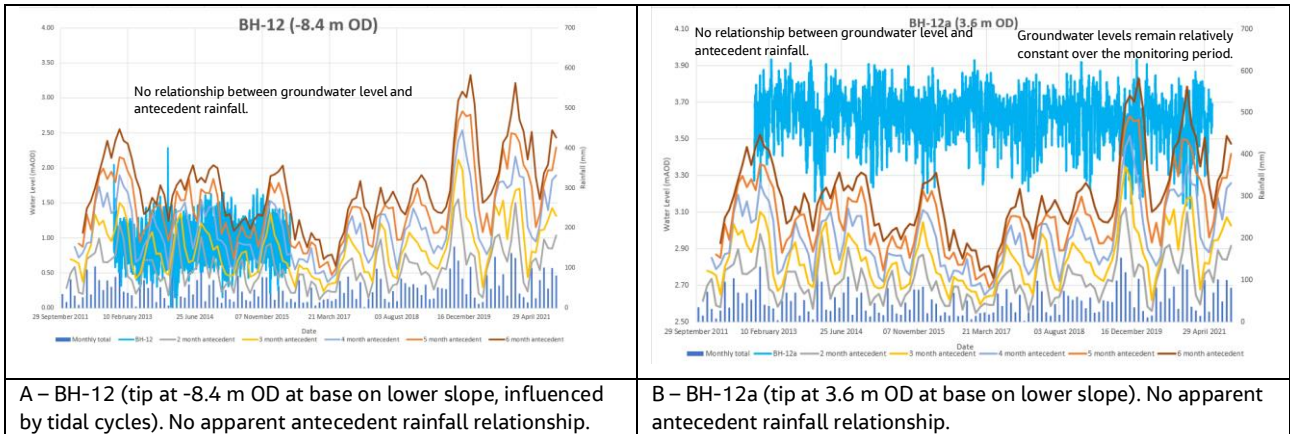 BH-12 (-8.4 m OD)
4.00
3.50
3.00
2.50
2.00
1.50
1.00
0.50
0.00
Water Level (mAOD)
No relationship between groundwater level and
antecedent rainfall.
700
600
500
400
300
200
100
0
Rainfall (mm)
29 September 2011 10 February 2013 25 June 2014 07 November 2015 21 March 2017 03 August 2018 16 December 2019 29 April 2021
Date
Monthly total BH-12 2 month antecedent 3 month antecedent 4 month antecedent 5 month antecedent 6 month antecedent
A – BH-12 (tip at -8.4 m OD at base on lower slope, influenced
by tidal cycles). No apparent antecedent rainfall relationship.
BH-12a (3.6 m OD)
No relationship between groundwater level and
antecedent rainfall.
Groundwater levels remain relatively
constant over the monitoring period.
4.10
3.90
3.70
3.50
3.30
3.10
2.90
2.70
2.50
Water Level (mAOD)
700
600
500
400
300
200
100
0
Rainfall (mm)
29 September 2011 10 February 2013 25 June 2014 07 November 2015 21 March 2017 03 August 2018 16 December 2019 29 April 2021
Date
Monthly total BH-12a 2 month antecedent 3 month antecedent 4 month antecedent 5 month antecedent 6 month antecedent
B – BH-12a (tip at 3.6 m OD at base on lower slope). No apparent
antecedent rainfall relationship.